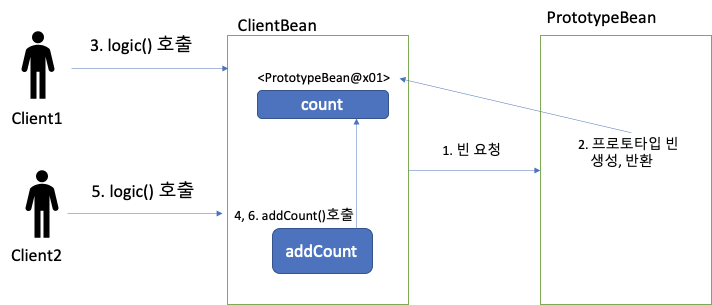 ClientBean
PrototypeBean
3. logic() 호출
Client1
<PrototypeBean@x01>
count
1. 빈 요청
2. 프로토타입 빈
생성, 반환
5. logic() 호출
Client2
4, 6. addCount()호출
addCount